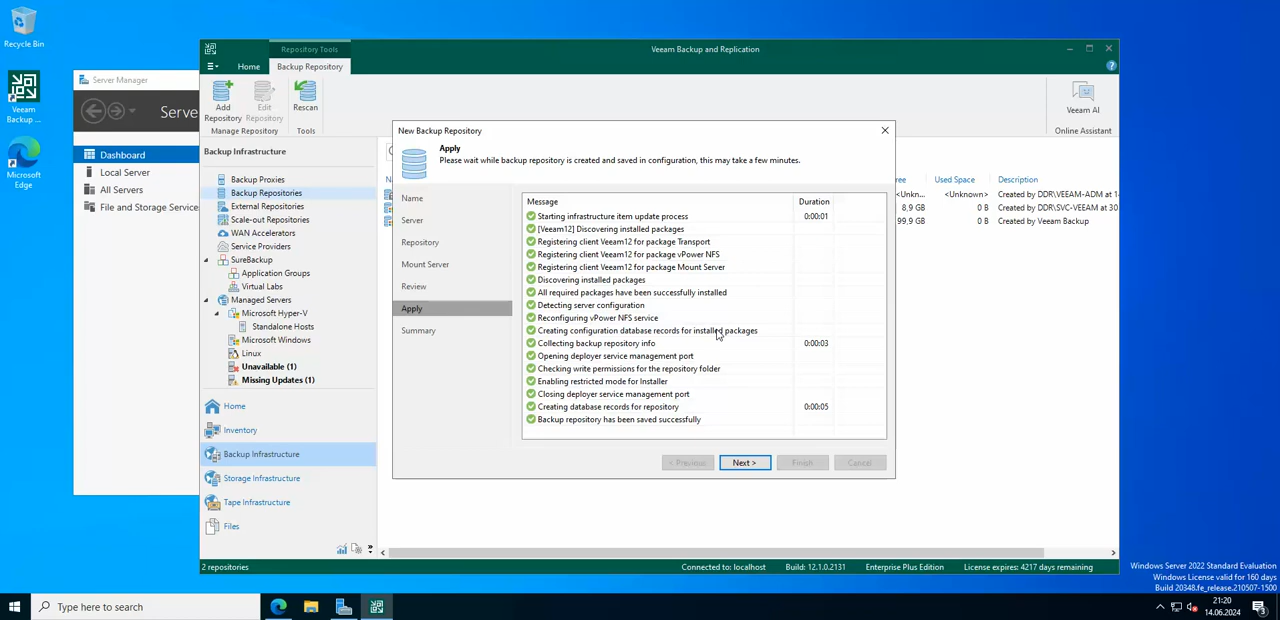 Recycle Bin
Veeam
Backup ...
Microsoft
Edge
Server Manager
Serve
Dashboard
Local Server
All Servers
File and Storage Service
Repository Tools
Veeam Backup and Replication
Home
Backup Repository
Add
Repository
Edit
Repository
Rescan
Manage Repository
Tools
Veeam AI
Online Assistant
Backup Infrastructure
Backup Proxies
Backup Repositories
External Repositories
Scale-out Repositories
WAN Accelerators
Service Providers
SureBackup
Application Groups
Virtual Labs
Managed Servers
Microsoft Hyper-V
Standalone Hosts
Microsoft Windows
Linux
Unavailable (1)
Missing Updates (1)
Home
Inventory
Backup Infrastructure
Storage Infrastructure
Tape Infrastructure
Files
New Backup Repository
Apply
Please wait while backup repository is created and saved in configuration, this may take a few minutes.
Name
Server
Repository
Mount Server
Review
Apply
Summary
Message Duration
Starting infrastructure item update process 0:00:01
[Veeam12] Discovering installed packages
Registering client Veeam12 for package Transport
Registering client Veeam12 for package vPower NFS
Registering client Veeam12 for package Mount Server
Discovering installed packages
All required packages have been successfully installed
Detecting server configuration
Reconfiguring vPower NFS service
Creating configuration database records for installed packages
Collecting backup repository info 0:00:03
Opening deployer service management port
Checking write permissions for the repository folder
Enabling restricted mode for Installer
Closing deployer service management port
Creating database records for repository 0:00:05
Backup repository has been saved successfully
< Previous
Next >
Finish
Cancel
ree Used Space Description
<Unkn... <Unknown> Created by DDR\VEEAM-ADM at 1
8,9 GB 0 B Created by DDR\SVC-VEEAM at 30
99,9 GB 0 B Created by Veeam Backup
2 repositories
Connected to: localhost
Build: 12.1.0.2131
Enterprise Plus Edition
License expires: 4217 days remaining
Windows Server 2022 Standard Evaluation
Windows License valid for 160 days
Build 20348.fe_release.210507-1500
Type here to search
21:20
14.06.2024
3